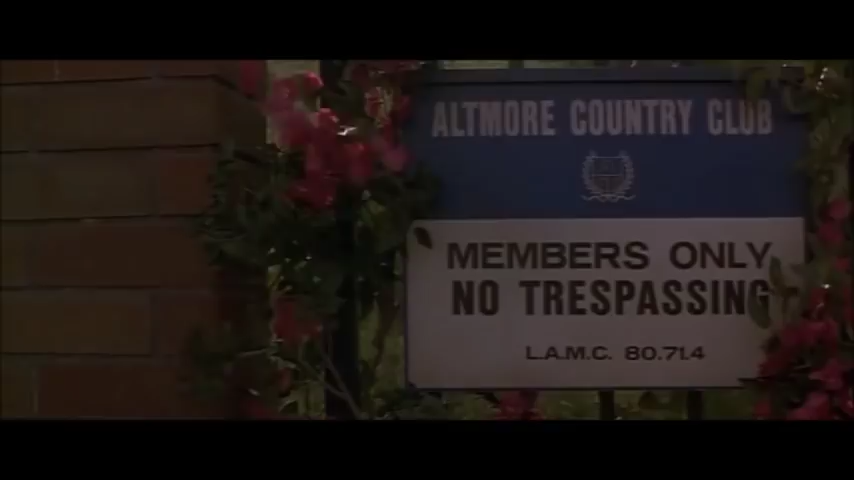 ALTMORE COUNTRY CLUB
MEMBERS ONLY
NO TRESPASSING
L.A.M.C. 80.71.4